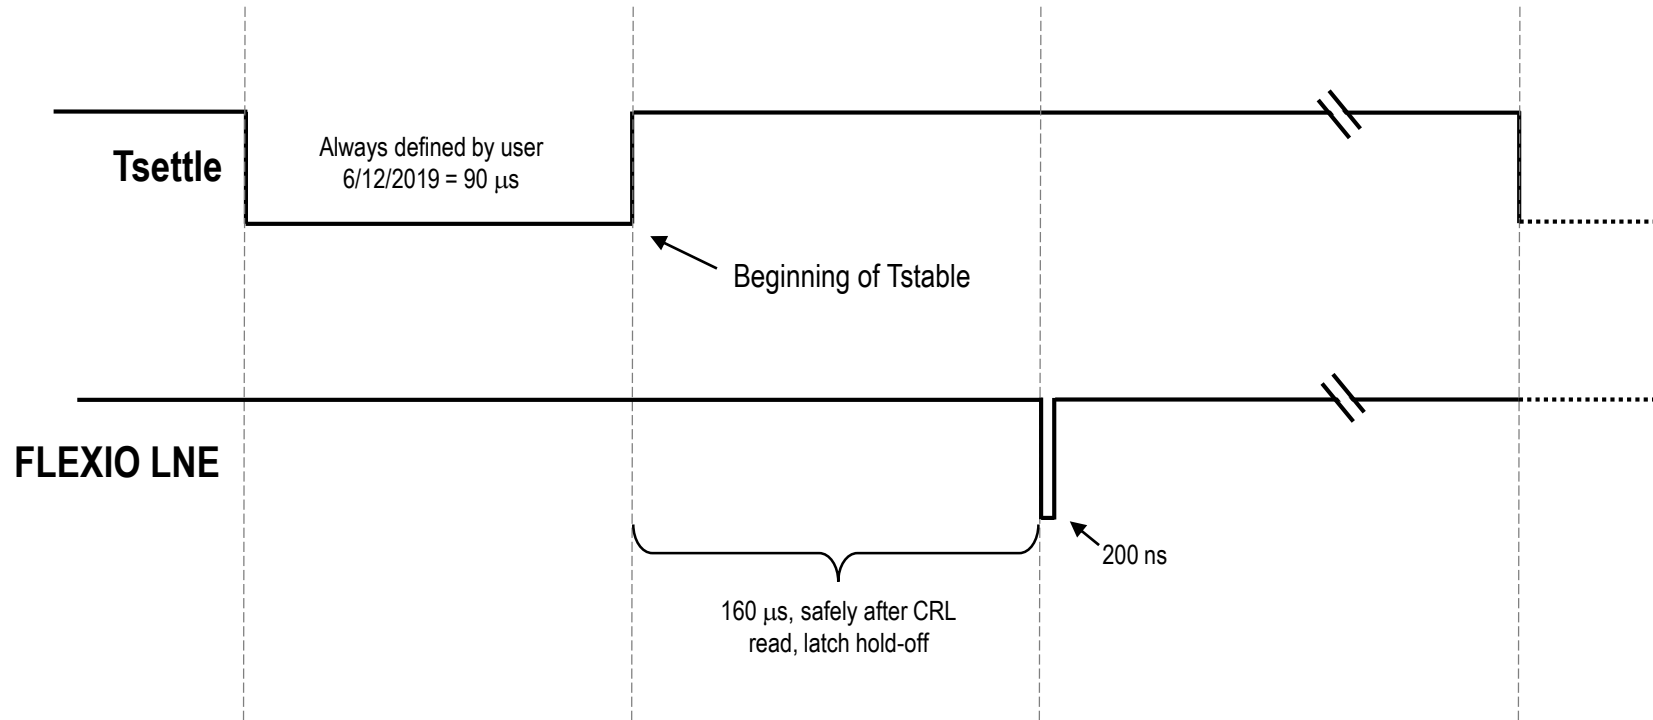 Tsettle
Always defined by user
6/12/2019 = 90 μs
Beginning of Tstable
FLEXIO LNE
200 ns
160 μs, safely after CRL
read, latch hold-off